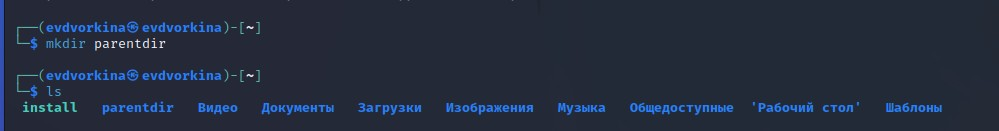 ┌──(evdvorkina㉿evdvorkina)-[~]
└─$ mkdir parentdir
┌──(evdvorkina㉿evdvorkina)-[~]
└─$ ls
install parentdir Видео Документы Загрузки Изображения Музыка Общедоступные 'Рабочий стол' Шаблоны